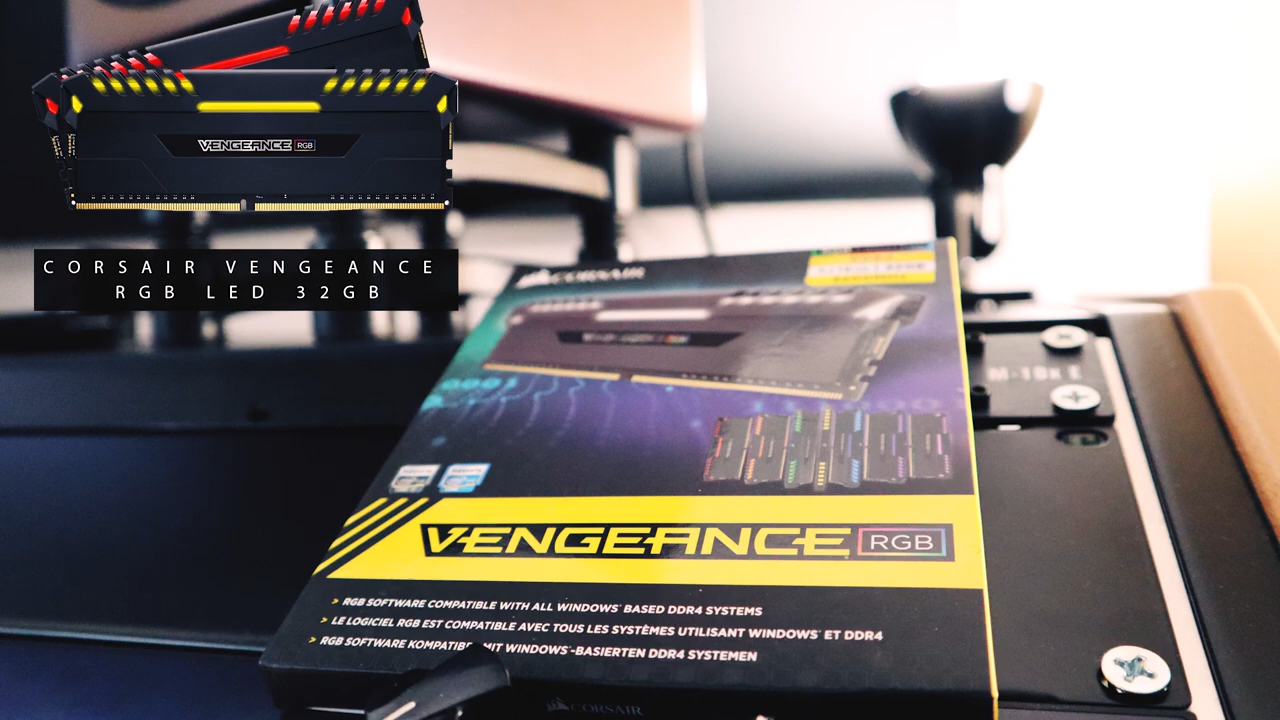 VENGEANCE RGB
CORSAIR VENGEANCE
RGB LED 32GB
CORSAIR
VENGEANCE RGB
> RGB SOFTWARE COMPATIBLE WITH ALL WINDOWS® BASED DDR4 SYSTEMS
> LE LOGICIEL RGB EST COMPATIBLE AVEC TOUS LES SYSTÈMES UTILISANT WINDOWS® ET DDR4
> RGB SOFTWARE KOMPATIBEL MIT WINDOWS®-BASIERTEN DDR4 SYSTEMEN
CORSAIR